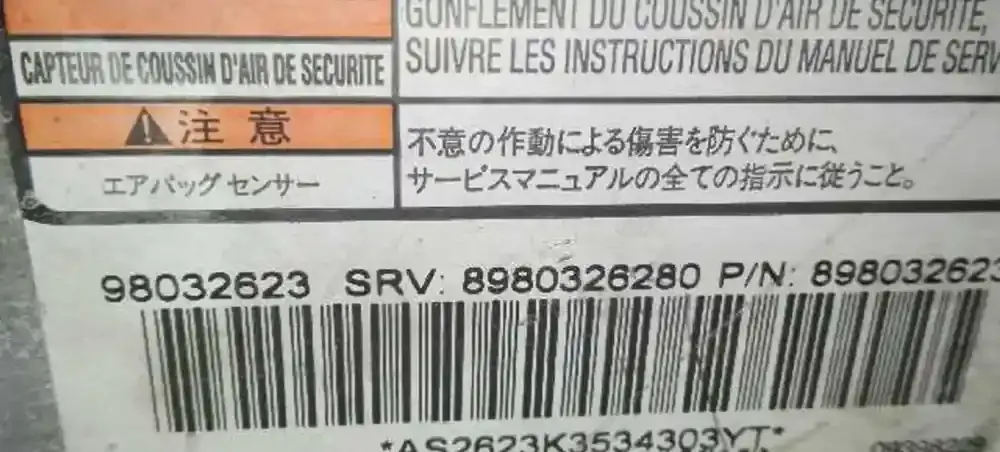 GONFLEMENT DU COUSSIN D'AIR DE SECURITE,
SUIVRE LES INSTRUCTIONS DU MANUEL DE SERV
CAPTEUR DE COUSSIN D'AIR DE SECURITE
注意
エアバッグ センサー
不意の作動による傷害を防ぐために、
サービスマニュアルの全ての指示に従うこと。
98032623 SRV: 8980326280 P/N: 898032623
*AS2623K3534303YT*